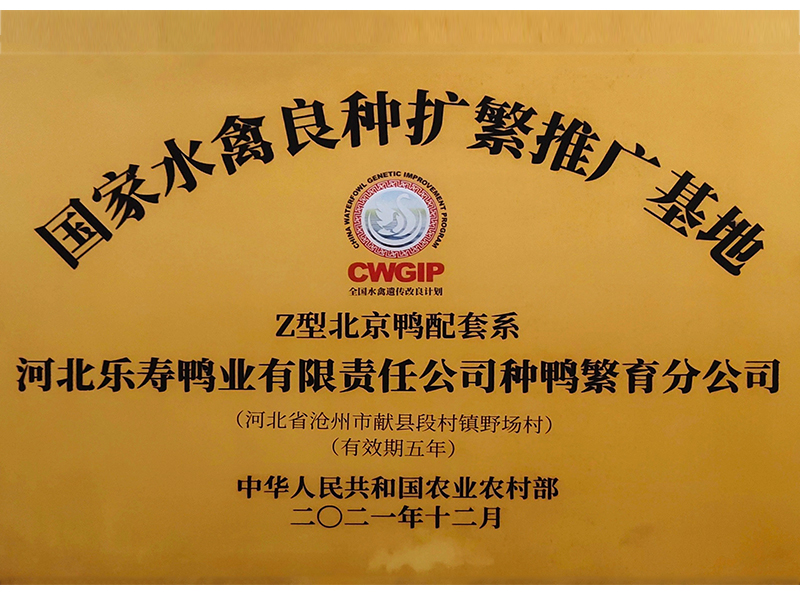 国家水禽良种扩繁推广基地
CHINA WATERFOWL GENETIC IMPROVEMENT PROGRAM
CWGIP
全国水禽遗传改良计划
Z型北京鸭配套系
河北乐寿鸭业有限责任公司种鸭繁育分公司
（河北省沧州市献县段村镇野场村）
（有效期五年）
中华人民共和国农业农村部
二〇二一年十二月